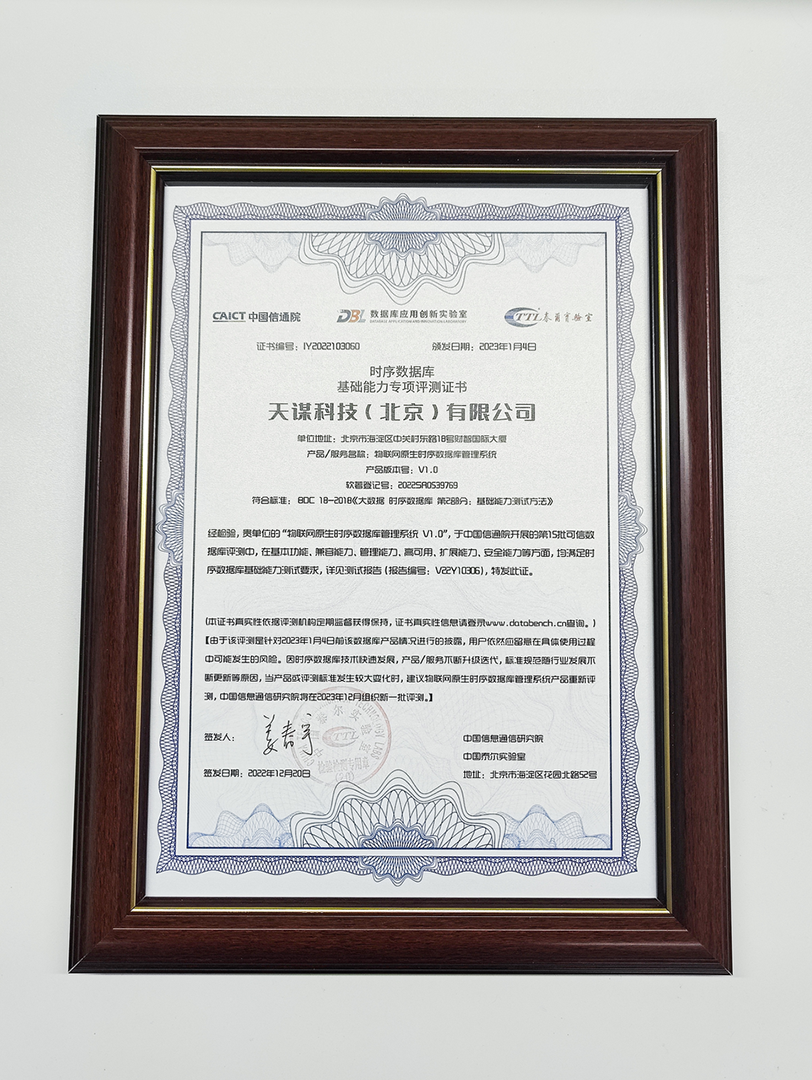 CAICT 中国信通院
DBL 数据库应用创新实验室
DATABASE APPLICATION AND INNOVATION LABORATORY
TTL 泰尔实验室
证书编号：IY2022103060 颁发日期：2023年1月4日
时序数据库
基础能力专项评测证书
天谋科技（北京）有限公司
单位地址：北京市海淀区中关村东路18号财智国际大厦
产品/服务名称：物联网原生时序数据库管理系统
产品版本号：V1.0
软著登记号：2022SR0539769
符合标准： BDC 18-2018《大数据 时序数据库 第2部分：基础能力测试方法》
经检验，贵单位的“物联网原生时序数据库管理系统 V1.0”，于中国信通院开展的第15批可信数
据库评测中，在基本功能、兼容能力、管理能力、高可用、扩展能力、安全能力等方面，均满足时
序数据库基础能力测试要求，详见测试报告（报告编号：V22Y10306），特发此证。
（本证书真实性依据评测机构定期监督获得保持，证书真实性信息请登录www.databench.cn查询。）
【由于该评测是针对2023年1月4日前该数据库产品情况进行的披露，用户依然应留意在具体使用过程
中可能发生的风险。因时序数据库技术快速发展，产品/服务不断升级迭代，标准规范随行业发展不
断更新等原因，当产品或评测标准发生较大变化时，建议物联网原生时序数据库管理系统产品重新评
测，中国信息通信研究院将在2023年12月组织新一批评测。】
签发人：
姜春宇
中国信息通信研究院
中国泰尔实验室
签发日期：2022年12月20日 地址：北京市海淀区花园北路52号
TTL
检验检测专用章